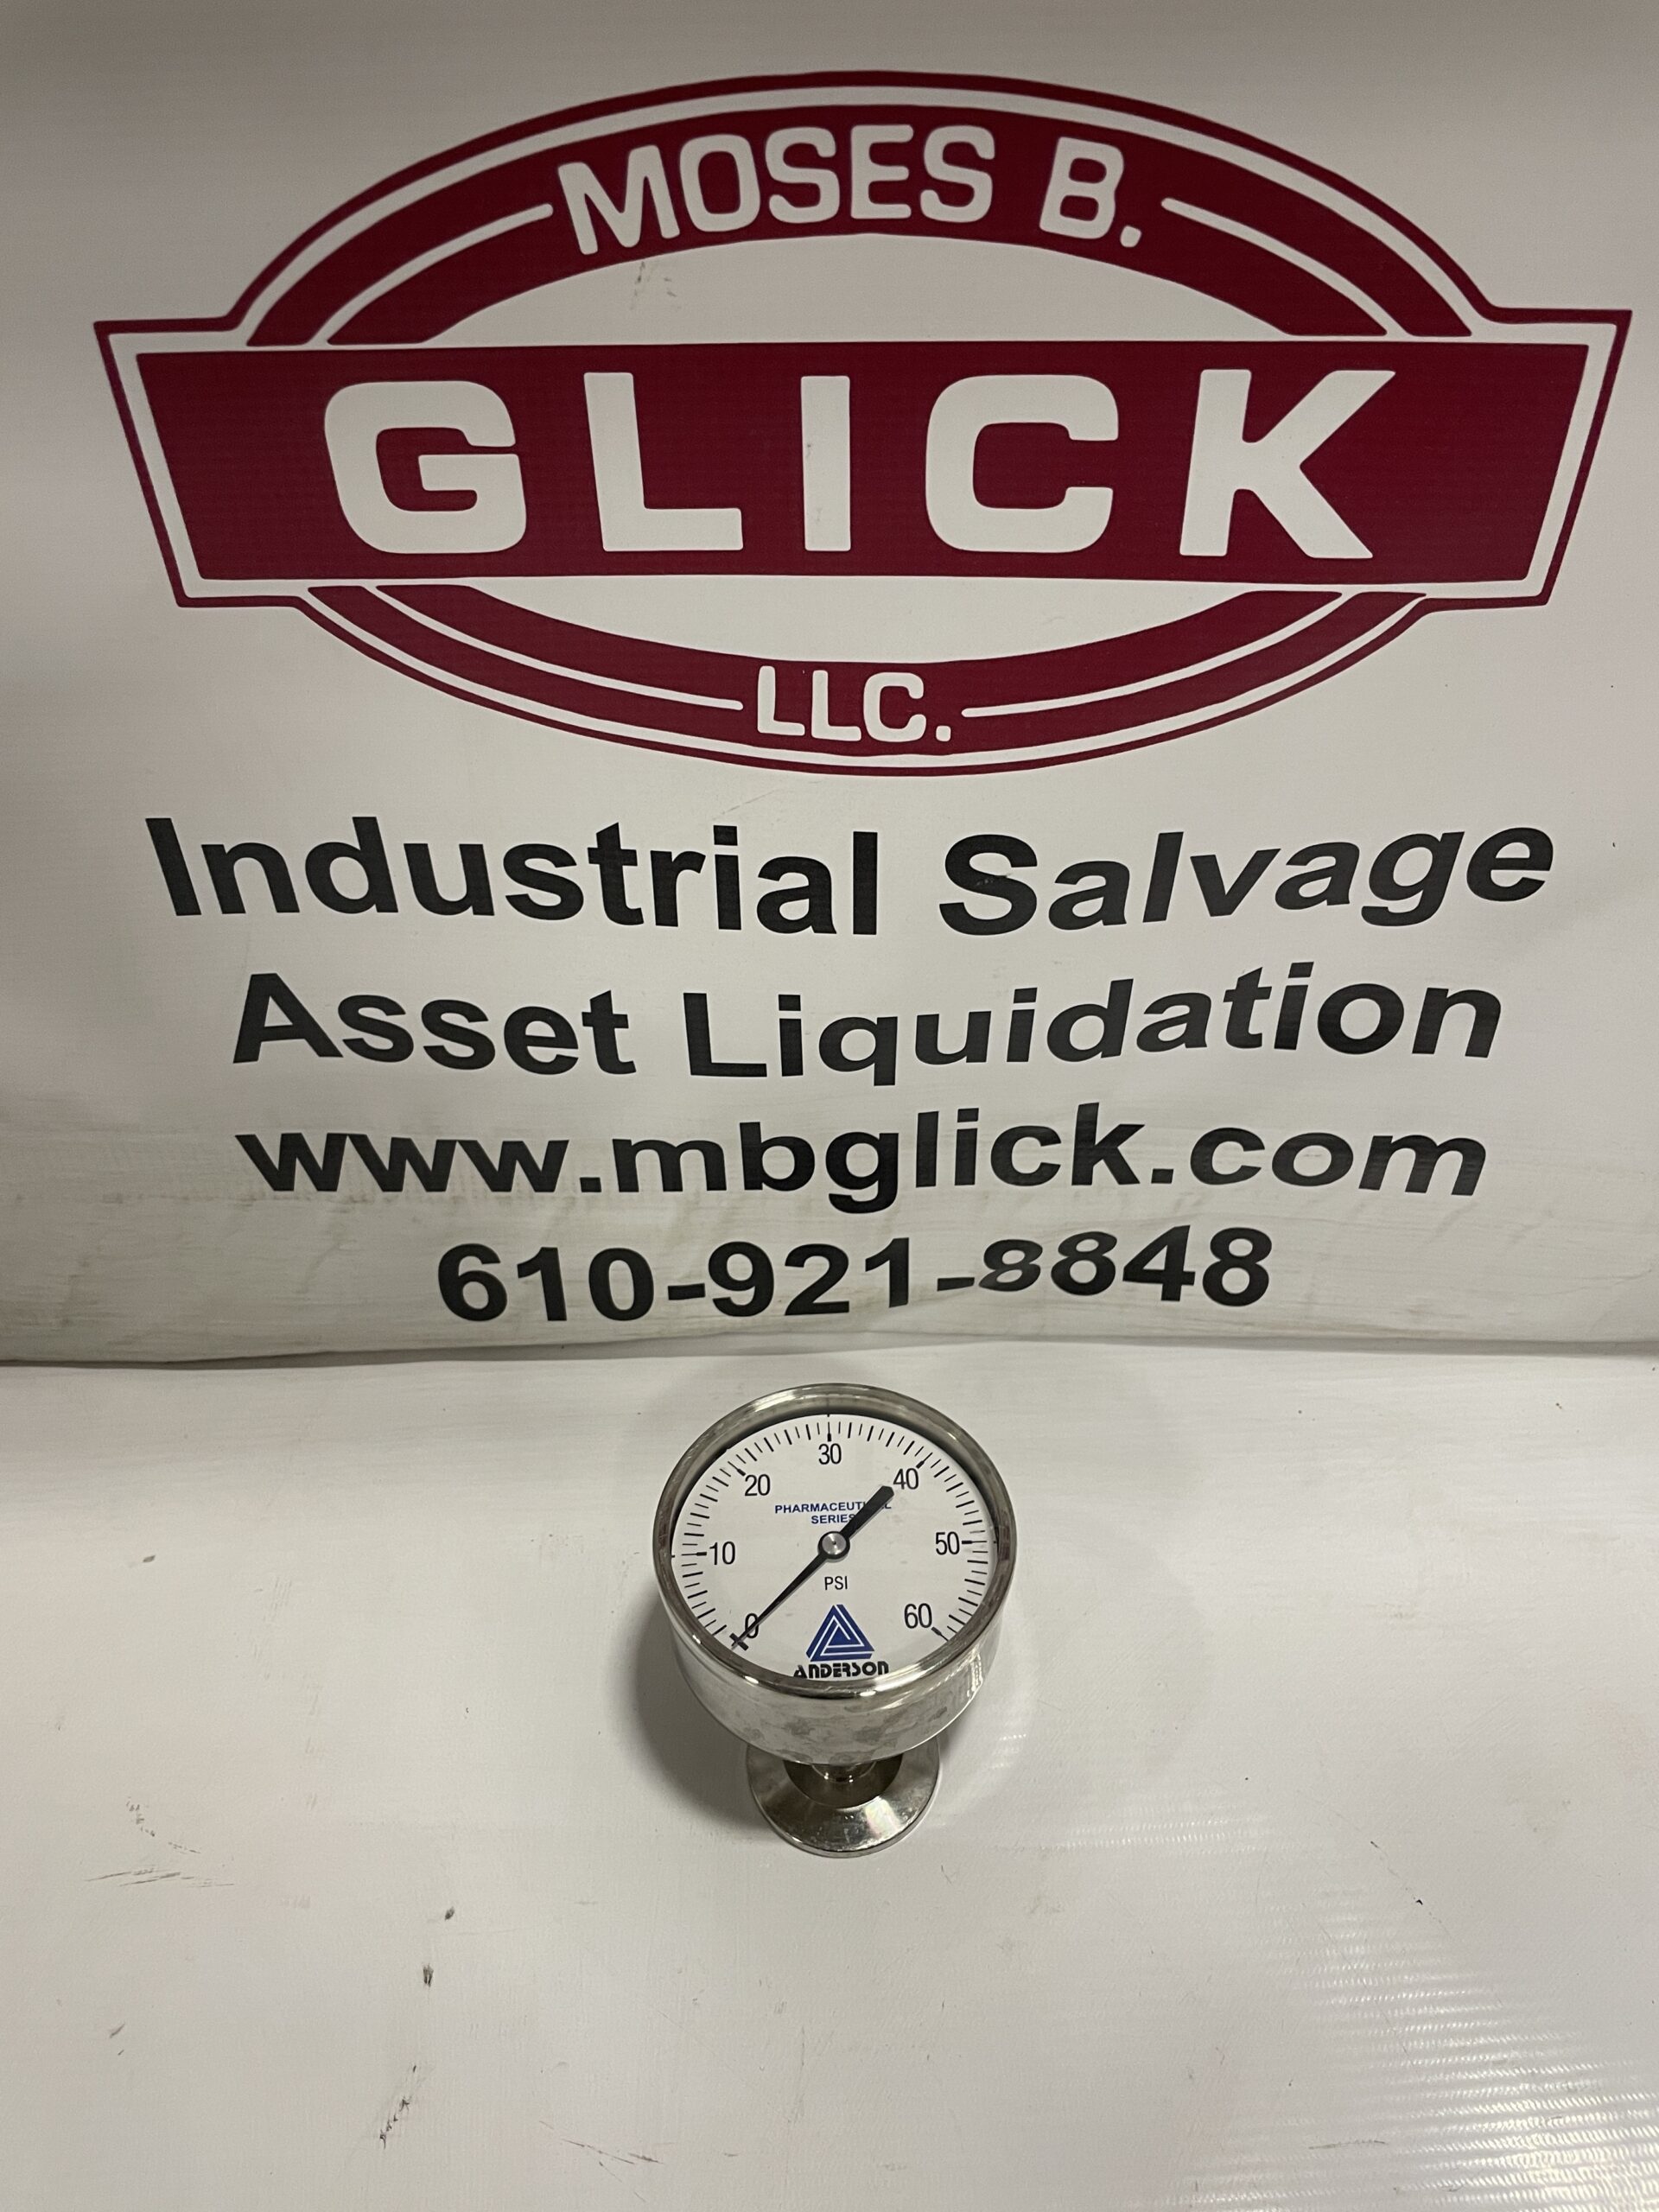 MOSES B.
GLICK
LLC.
Industrial Salvage
Asset Liquidation
www.mbglick.com
610-921-8848
30
20
40
PHARMACEUTICAL
SERIES
10
50
PSI
0
60
ANDERSON